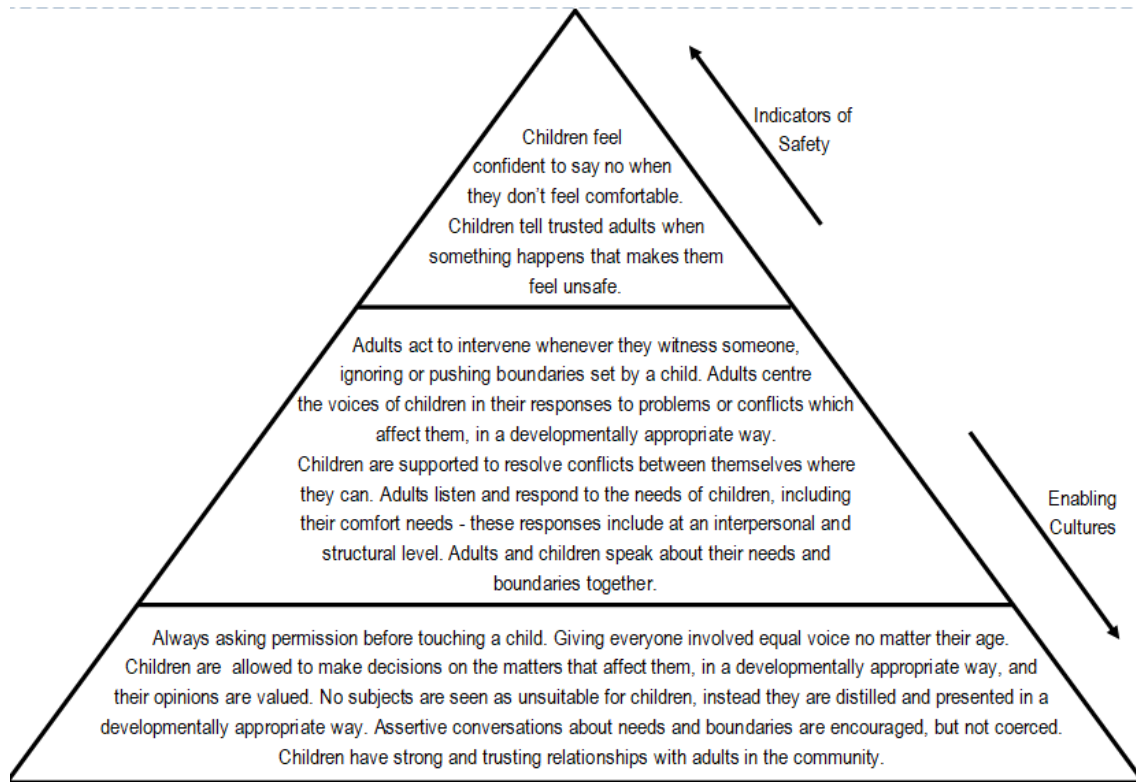 Indicators of
Safety
Children feel
confident to say no when
they don't feel comfortable.
Children tell trusted adults when
something happens that makes them
feel unsafe.
Adults act to intervene whenever they witness someone,
ignoring or pushing boundaries set by a child. Adults centre
the voices of children in their responses to problems or conflicts which
affect them, in a developmentally appropriate way.
Children are supported to resolve conflicts between themselves where
they can. Adults listen and respond to the needs of children, including
their comfort needs - these responses include at an interpersonal and
structural level. Adults and children speak about their needs and
boundaries together.
Enabling
Cultures
Always asking permission before touching a child. Giving everyone involved equal voice no matter their age.
Children are  allowed to make decisions on the matters that affect them, in a developmentally appropriate way, and
their opinions are valued. No subjects are seen as unsuitable for children, instead they are distilled and presented in a
developmentally appropriate way. Assertive conversations about needs and boundaries are encouraged, but not coerced.
Children have strong and trusting relationships with adults in the community.